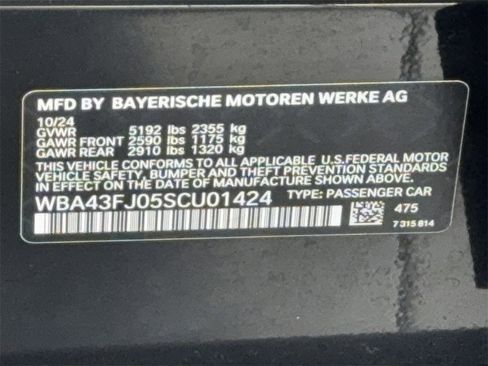 MFD BY BAYERISCHE MOTOREN WERKE AG
10/24
GVWR 5192 lbs 2355 kg
GAWR FRONT 2590 lbs 1175 kg
GAWR REAR 2910 lbs 1320 kg
THIS VEHICLE CONFORMS TO ALL APPLICABLE U.S.FEDERAL MOTOR
VEHICLE SAFETY, BUMPER AND THEFT PREVENTION STANDARDS
IN EFFECT ON THE DATE OF MANUFACTURE SHOWN ABOVE.
WBA43FJ05SCU01424 TYPE: PASSENGER CAR
475
7 315 814